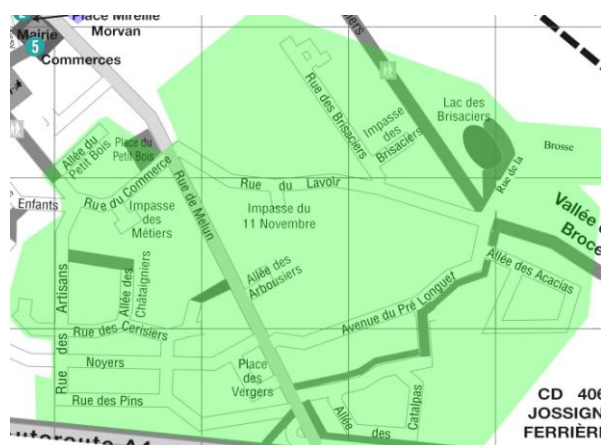 2
Place Mireille
Morvan
Mairie
5
Commerces
Allée du
Petit Bois
Place du
Petit Bois
Rue du Commerce
Enfants
Impasse
des
Métiers
Rue de Melun
Rue du Lavoir
Impasse du
11 Novembre
Rue des Brisaciers
Impasse
des
Brisaciers
Lac des
Brisaciers
Rue de la
Brosse
Vallée
Broce
Allée des Acacias
Rue des Artisans
Allée des
Châtaigniers
Allée des
Arbousiers
Avenue du Pré Longuet
Rue des Cerisiers
Noyers
Rue des Pins
Place
des
Vergers
Allée
des
Catalpas
CD 406
JOSSIGN
FERRIÈRE